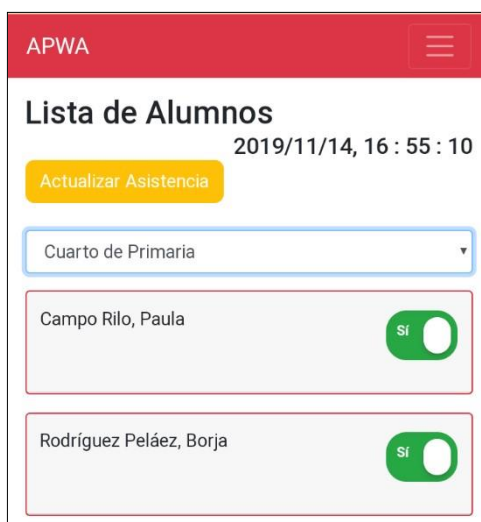 APWA
Lista de Alumnos
2019/11/14, 16 : 55 : 10
Actualizar Asistencia
Cuarto de Primaria
Campo Rilo, Paula
Sí
Rodríguez Peláez, Borja
Sí